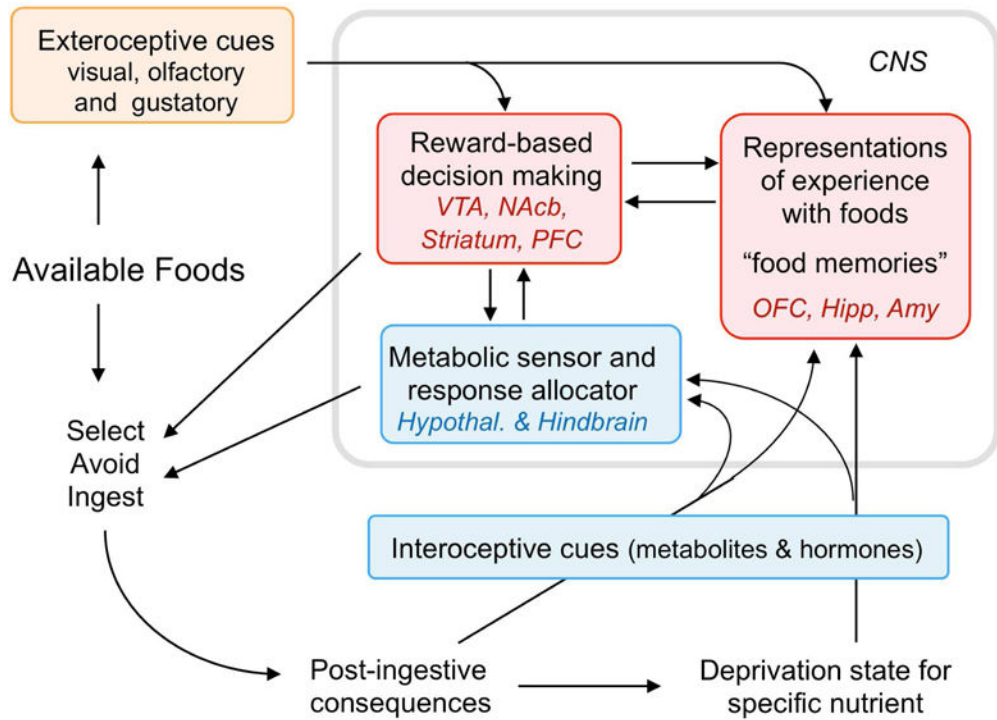 Exteroceptive cues
visual, olfactory
and gustatory
CNS
Reward-based
decision making
VTA, NAcb,
Striatum, PFC
Representations
of experience
with foods
“food memories”
OFC, Hipp, Amy
Available Foods
Metabolic sensor and
response allocator
Hypothal. & Hindbrain
Select
Avoid
Ingest
Interoceptive cues (metabolites & hormones)
Post-ingestive
consequences
Deprivation state for
specific nutrient